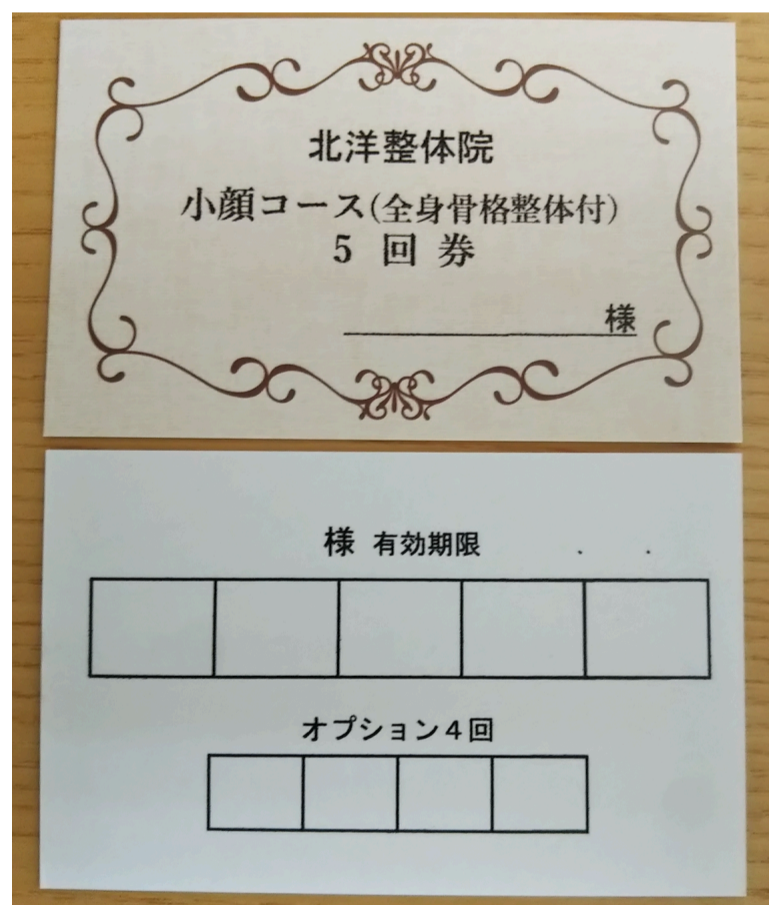 北洋整体院
小顔コース(全身骨格整体付)
5回券
様
様 有効期限 . .
オプション4回